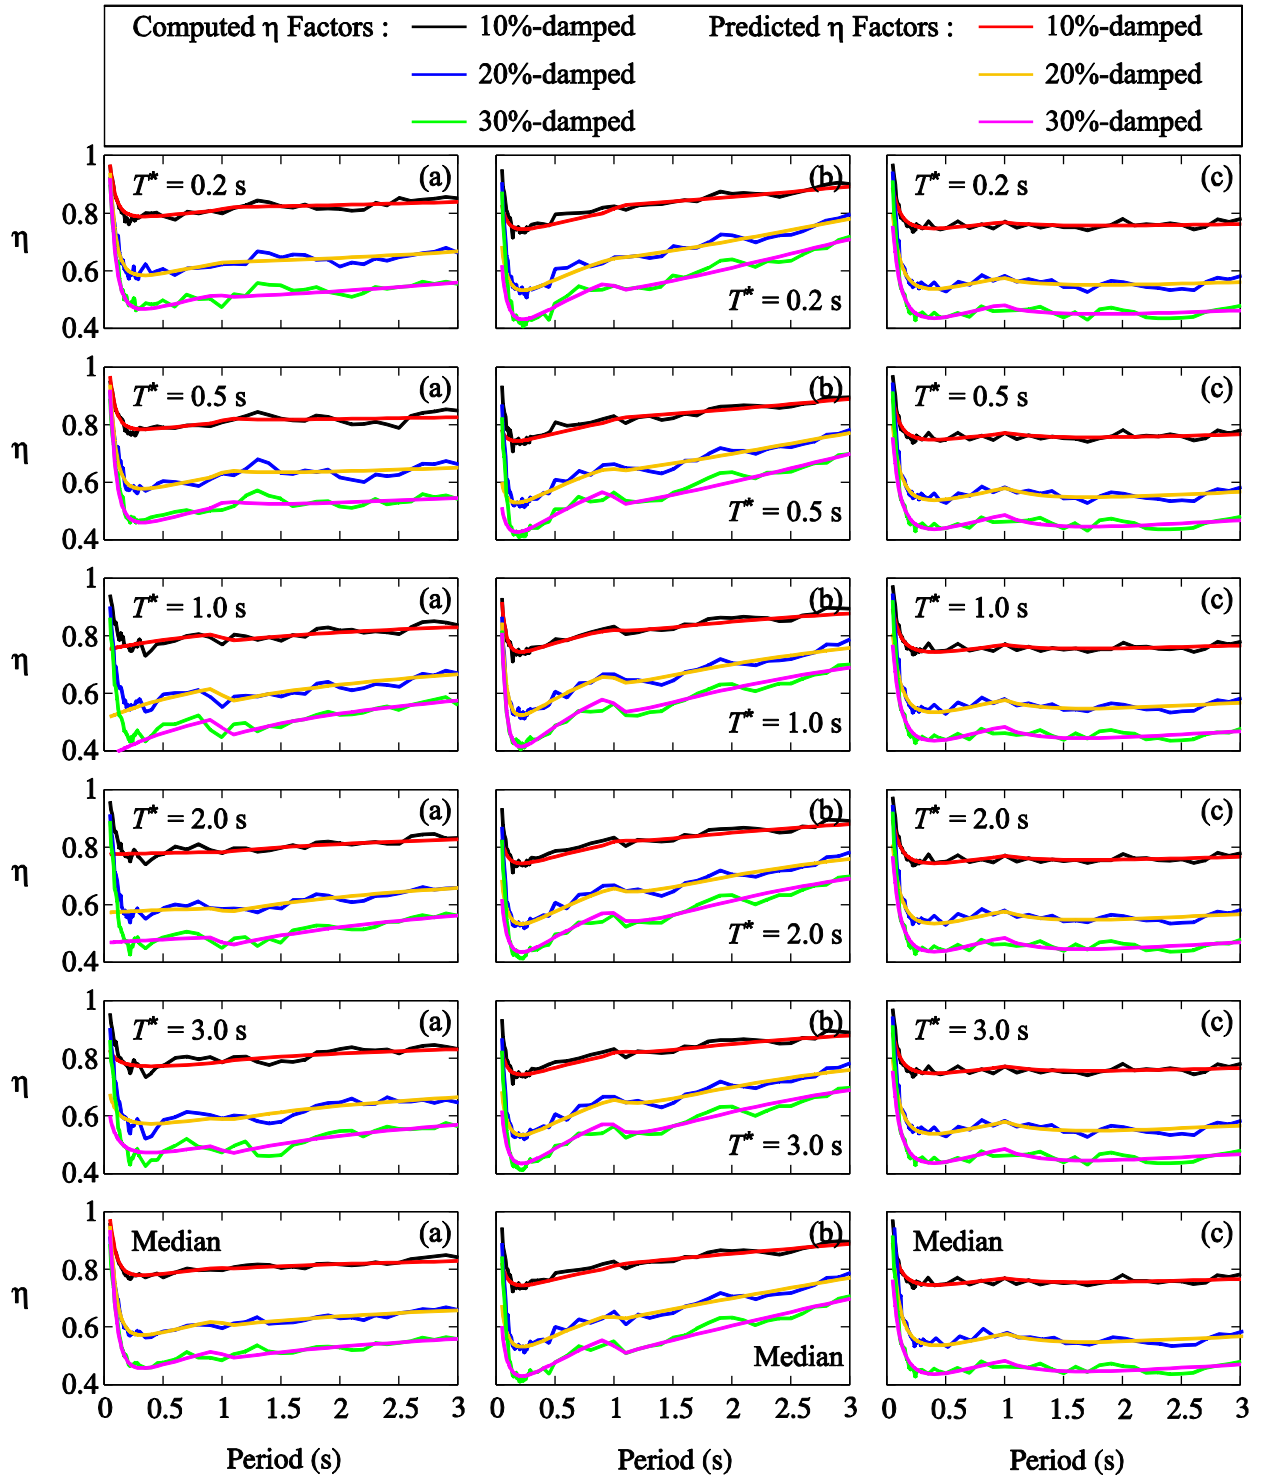 Computed η Factors : 10%-damped Predicted η Factors : 10%-damped
20%-damped 20%-damped
30%-damped 30%-damped
1 T* = 0.2 s (a) (b) T* = 0.2 s (c)
0.8
η
0.6
T* = 0.2 s
0.4
1 T* = 0.5 s (a) (b) T* = 0.5 s (c)
0.8
η
0.6
T* = 0.5 s
0.4
1 T* = 1.0 s (a) (b) T* = 1.0 s (c)
0.8
η
0.6
T* = 1.0 s
0.4
1 T* = 2.0 s (a) (b) T* = 2.0 s (c)
0.8
η
0.6
T* = 2.0 s
0.4
1 T* = 3.0 s (a) (b) T* = 3.0 s (c)
0.8
η
0.6
T* = 3.0 s
0.4
1 Median (a) (b) Median (c)
0.8
η
0.6
Median
0.4
0 0.5 1 1.5 2 2.5 3 0 0.5 1 1.5 2 2.5 3 0 0.5 1 1.5 2 2.5 3
Period (s) Period (s) Period (s)